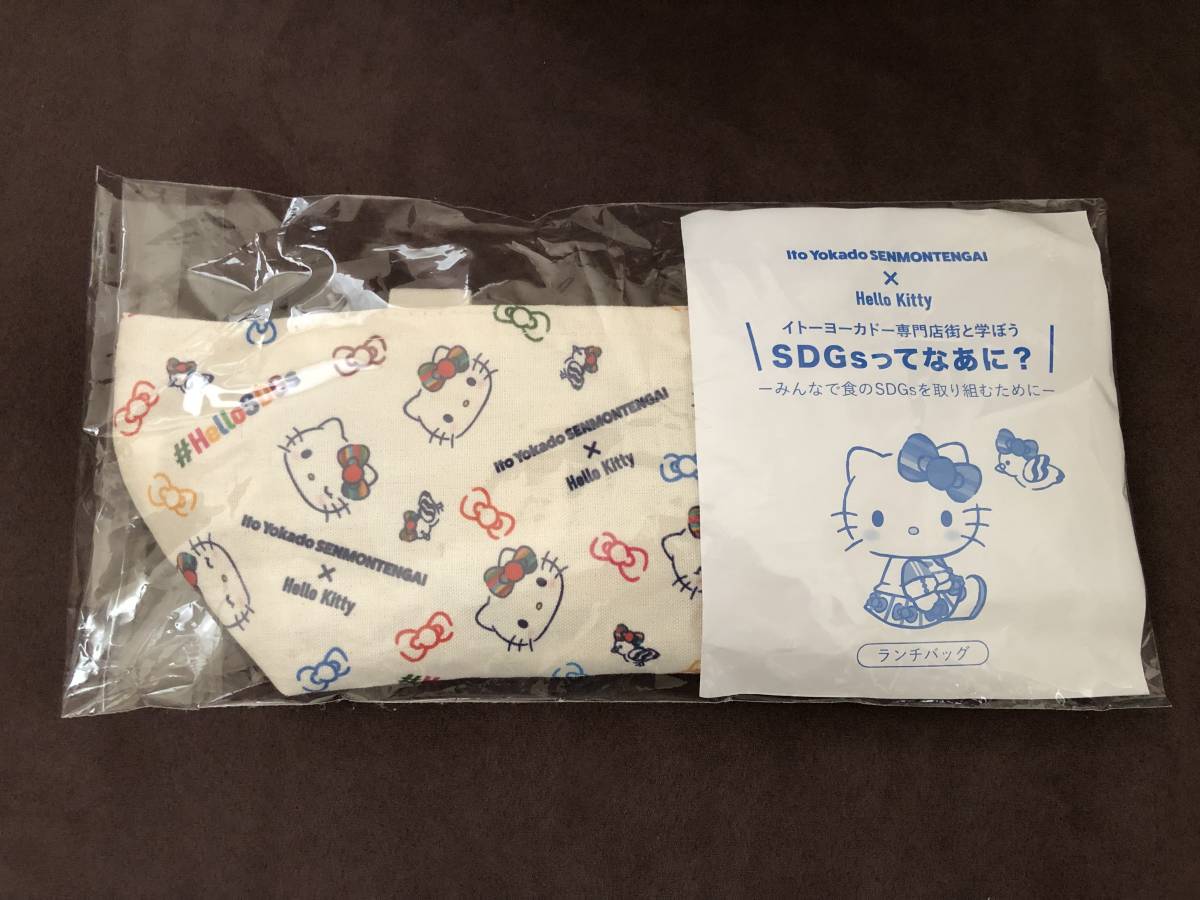 Ito Yokado SENMONTENGAI
×
Hello Kitty
イトーヨーカドー専門店街と学ぼう
SDGsってなあに？
ーみんなで食のSDGsを取り組むためにー
ランチバッグ
#HelloSDGs
Ito Yokado SENMONTENGAI
×
Hello Kitty
Ito Yokado SENMONTENGAI
×
Hello Kitty